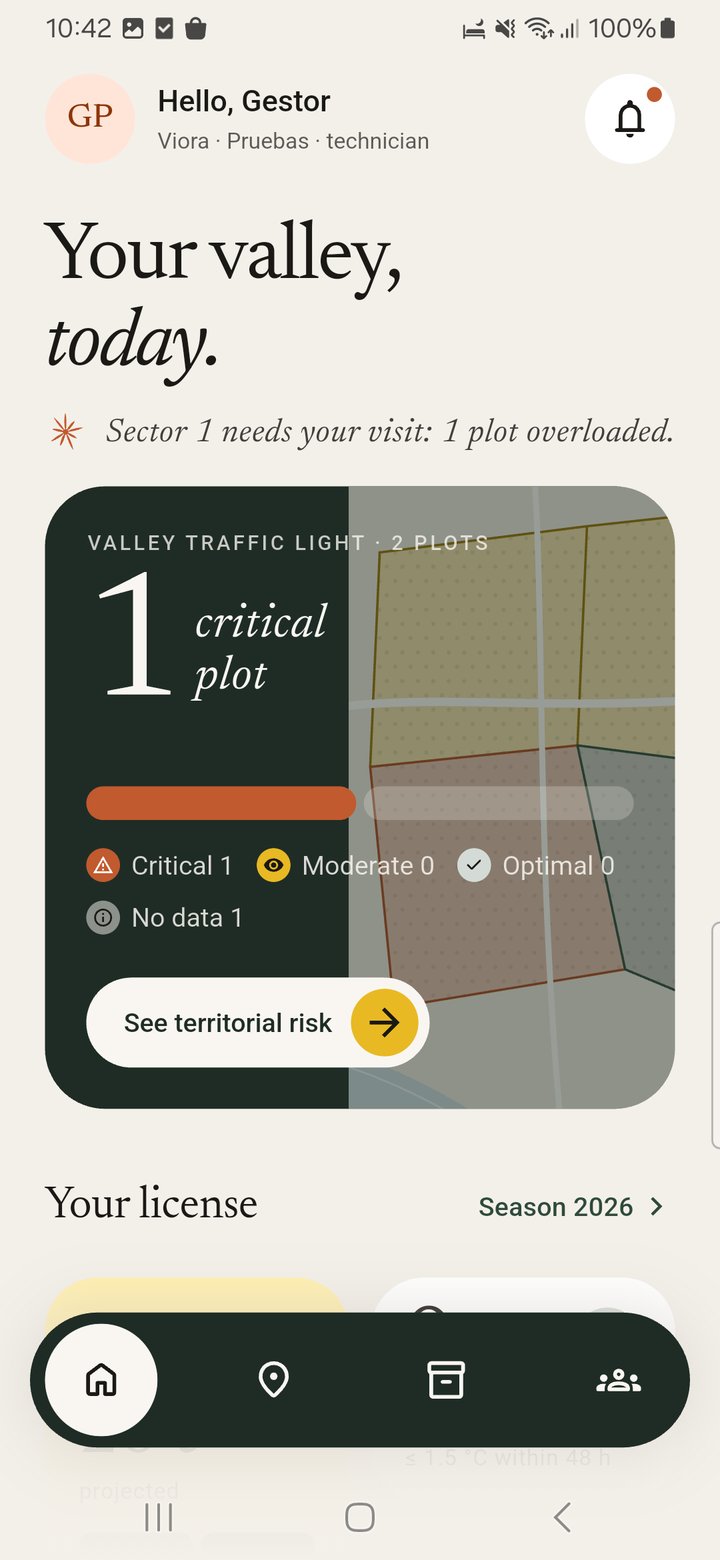 10:42
100%
GP
Hello, Gestor
Viora · Pruebas · technician
Your valley,
today.
Sector 1 needs your visit: 1 plot overloaded.
VALLEY TRAFFIC LIGHT · 2 PLOTS
1 critical
plot
Critical 1
Moderate 0
Optimal 0
No data 1
See territorial risk
Your license
Season 2026
≤ 1.5 °C within 48 h
projected